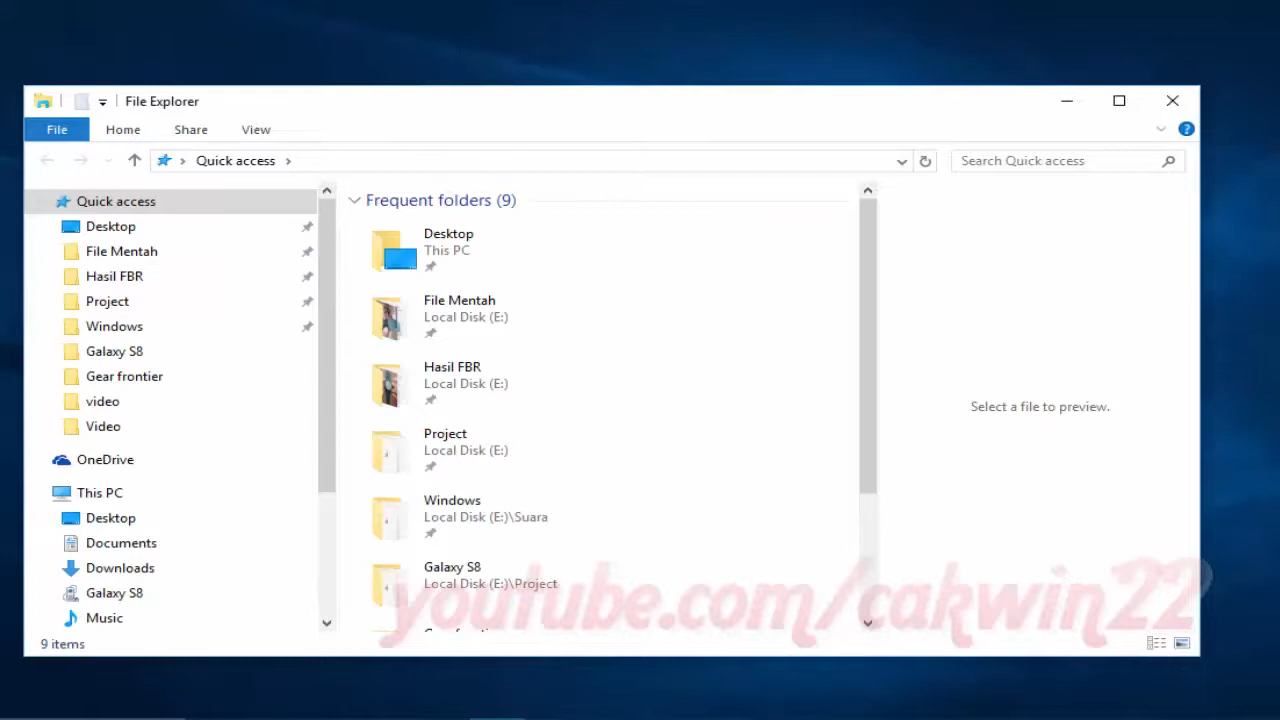 File Explorer
File Home Share View
Quick access
Search Quick access
Quick access
Desktop
File Mentah
Hasil FBR
Project
Windows
Galaxy S8
Gear frontier
video
Video
OneDrive
This PC
Desktop
Documents
Downloads
Galaxy S8
Music
9 items
Frequent folders (9)
Desktop
This PC
File Mentah
Local Disk (E:)
Hasil FBR
Local Disk (E:)
Project
Local Disk (E:)
Windows
Local Disk (E:)\Suara
Galaxy S8
Local Disk (E:)\Project
Select a file to preview.
youtube.com/cakwin22